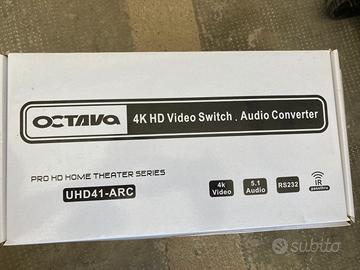 OCTAVA
4K HD Video Switch . Audio Converter
PRO HD HOME THEATER SERIES
UHD41-ARC
4k
Video
5.1
Audio
RS232
IR
passthru
subito